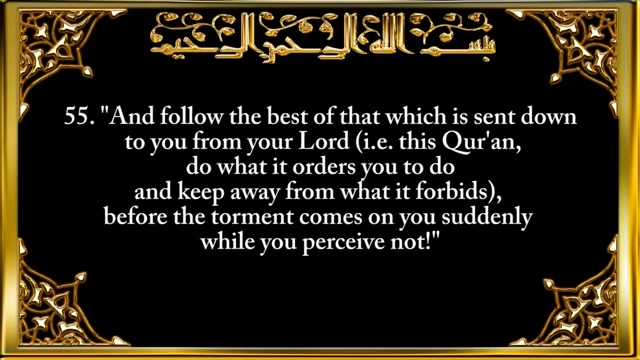 بسم الله الرحمن الرحيم
55. "And follow the best of that which is sent down
to you from your Lord (i.e. this Qur'an,
do what it orders you to do
and keep away from what it forbids),
before the torment comes on you suddenly
while you perceive not!"